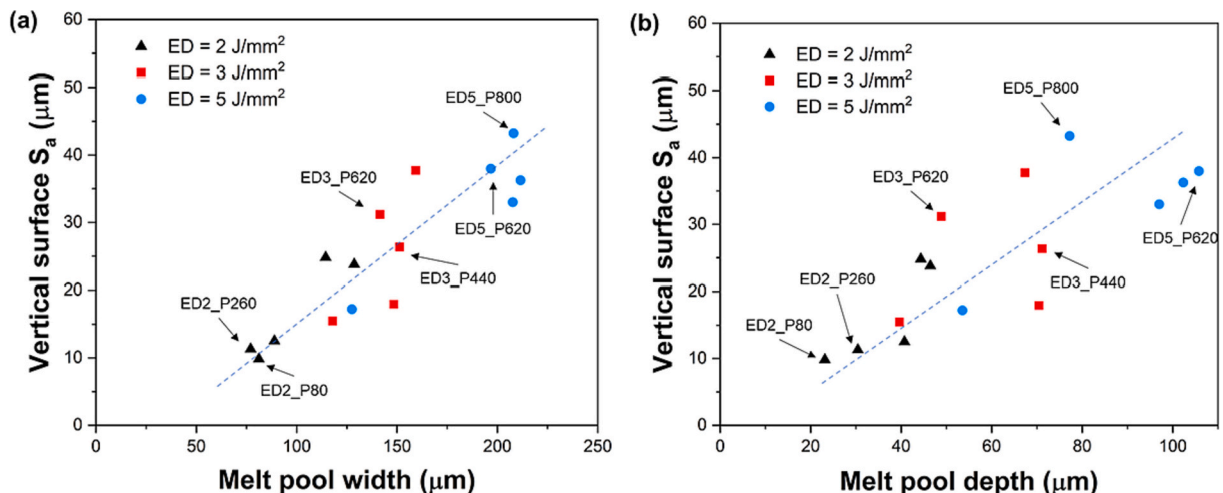 (a)
60
50
40
30
20
10
0
Vertical surface Sa (μm)
ED = 2 J/mm²
ED = 3 J/mm²
ED = 5 J/mm²
ED5_P800
ED3_P620
ED5_P620
ED3_P440
ED2_P260
ED2_P80
0 50 100 150 200 250
Melt pool width (μm)
(b)
60
50
40
30
20
10
0
Vertical surface Sa (μm)
ED = 2 J/mm²
ED = 3 J/mm²
ED = 5 J/mm²
ED5_P800
ED3_P620
ED5_P620
ED3_P440
ED2_P260
ED2_P80
0 20 40 60 80 100
Melt pool depth (μm)